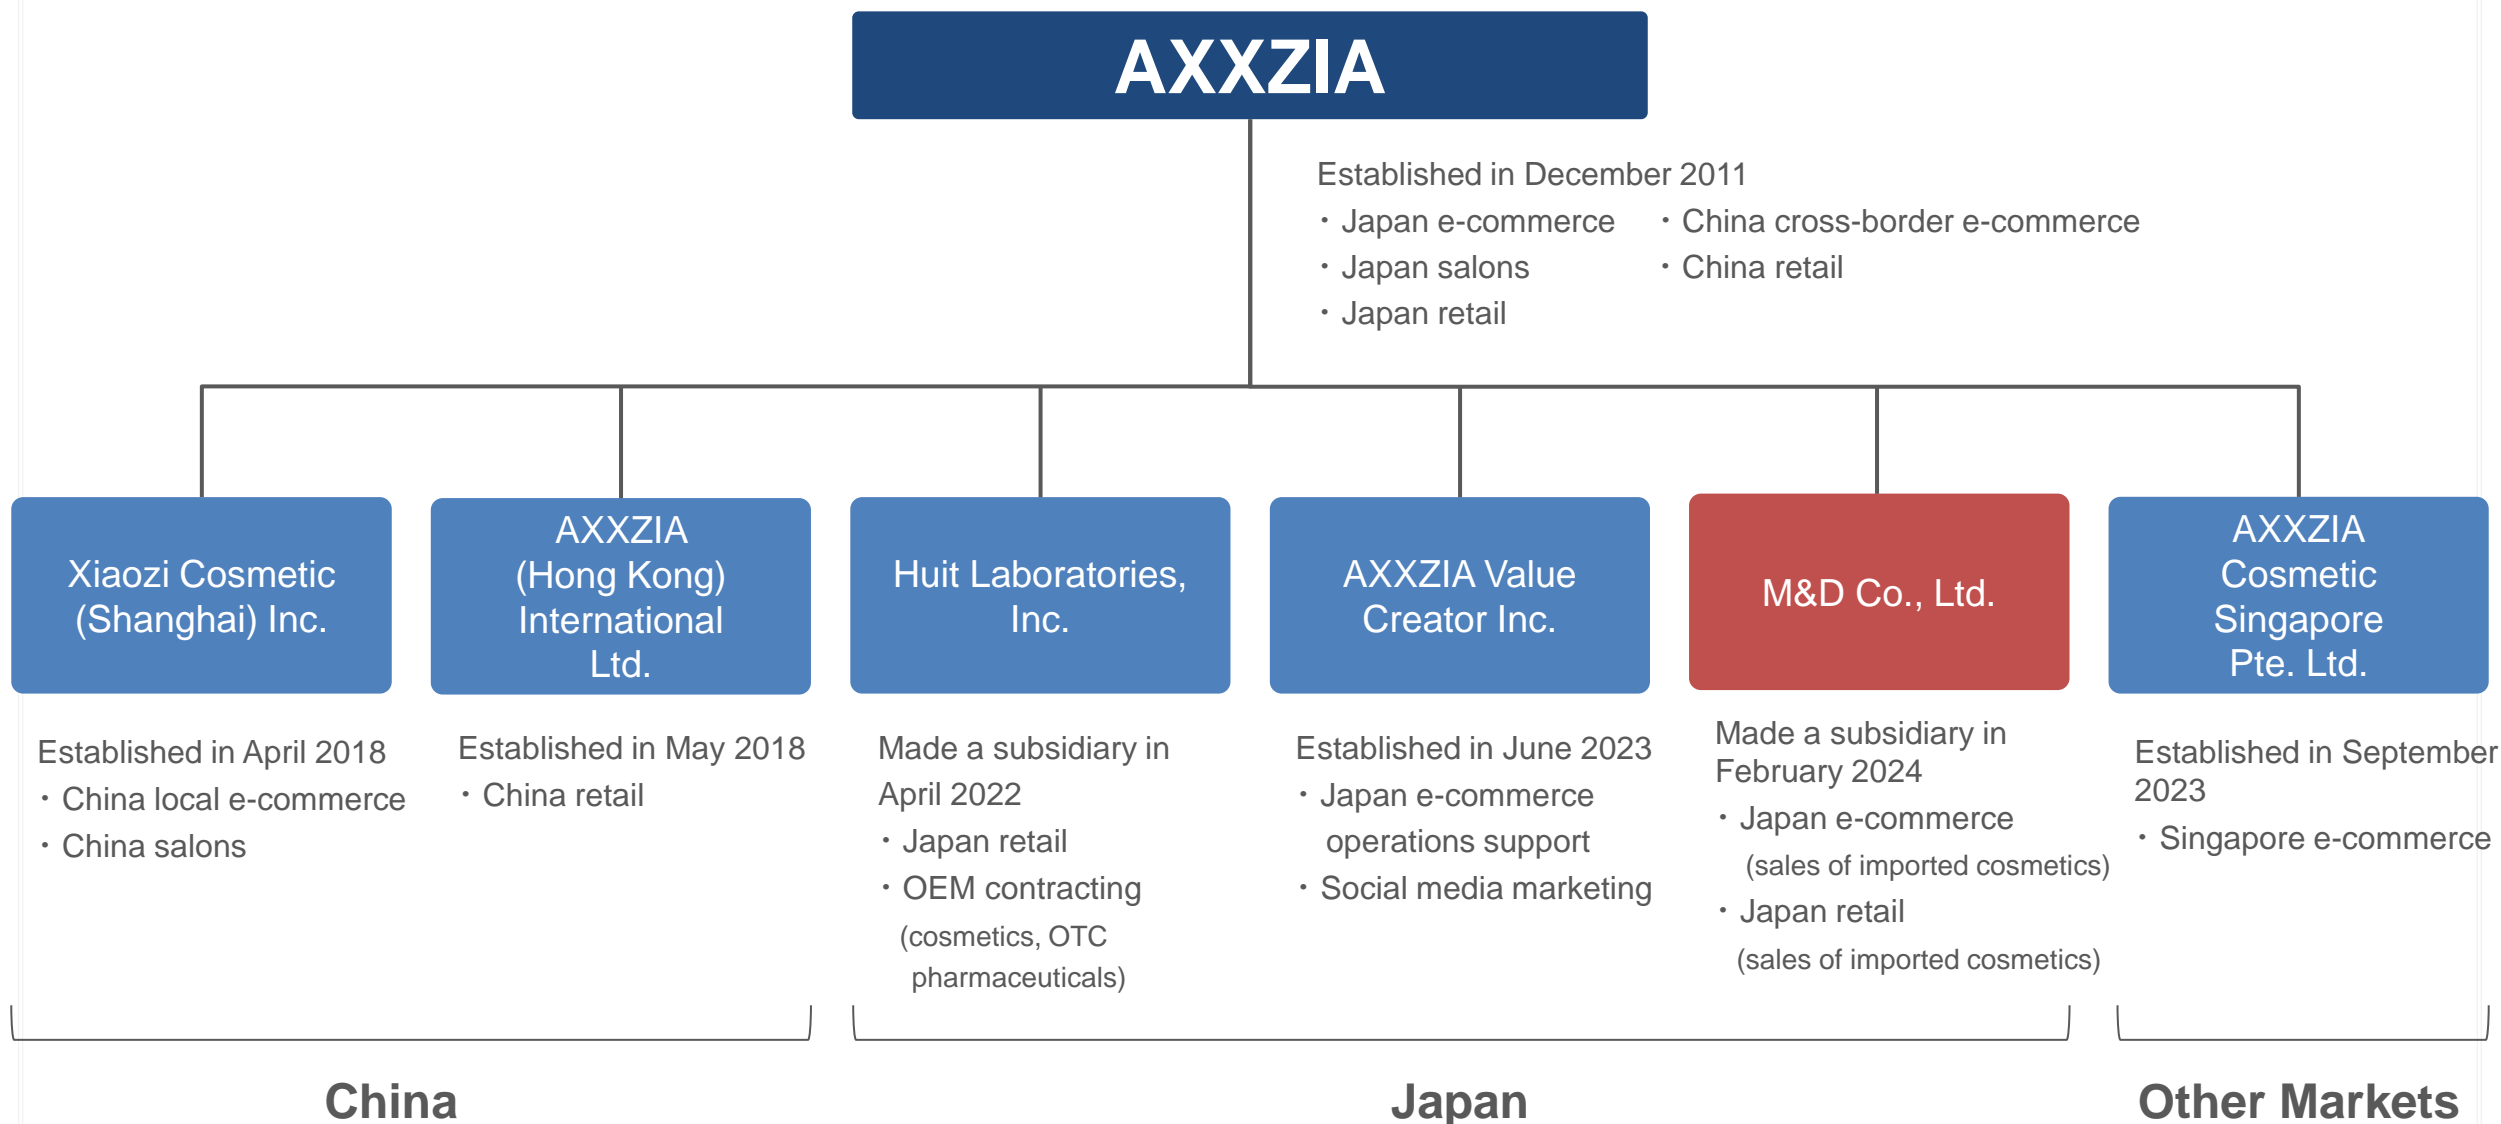 AXXZIA
Established in December 2011
・Japan e-commerce
・China cross-border e-commerce
・Japan salons
・China retail
・Japan retail
Xiaozi Cosmetic
(Shanghai) Inc.
Established in April 2018
・China local e-commerce
・China salons
AXXZIA
(Hong Kong)
International
Ltd.
Established in May 2018
・China retail
Huit Laboratories,
Inc.
Made a subsidiary in
April 2022
・Japan retail
・OEM contracting
(cosmetics, OTC
pharmaceuticals)
AXXZIA Value
Creator Inc.
Established in June 2023
・Japan e-commerce
operations support
・Social media marketing
M&D Co., Ltd.
Made a subsidiary in
February 2024
・Japan e-commerce
(sales of imported cosmetics)
・Japan retail
(sales of imported cosmetics)
AXXZIA
Cosmetic
Singapore
Pte. Ltd.
Established in September
2023
・Singapore e-commerce
China
Japan
Other Markets